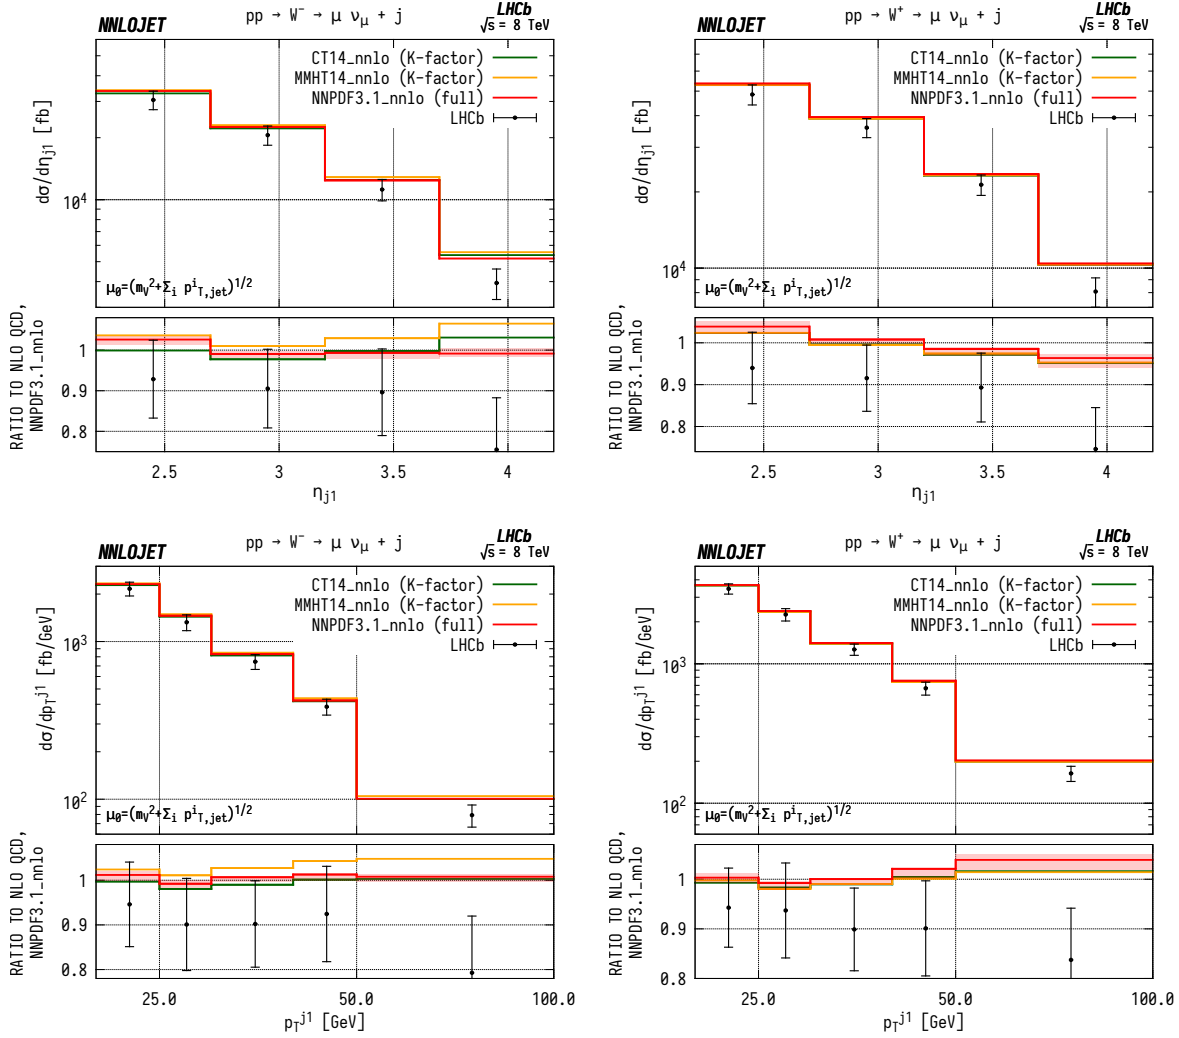 NNLOJET
pp → W⁻ → μ ν_μ + j
LHCb
√s = 8 TeV
CT14_nnlo (K-factor)
MMHT14_nnlo (K-factor)
NNPDF3.1_nnlo (full)
LHCb
dσ/dη_j1 [fb]
10⁴
μ₀=(m_V²+Σ_i p^i_T,jet)^1/2
RATIO TO NLO QCD,
NNPDF3.1_nnlo
1
0.9
0.8
2.5 3 3.5 4
η_j1
NNLOJET
pp → W⁺ → μ ν_μ + j
LHCb
√s = 8 TeV
CT14_nnlo (K-factor)
MMHT14_nnlo (K-factor)
NNPDF3.1_nnlo (full)
LHCb
dσ/dη_j1 [fb]
10⁴
μ₀=(m_V²+Σ_i p^i_T,jet)^1/2
RATIO TO NLO QCD,
NNPDF3.1_nnlo
1
0.9
0.8
2.5 3 3.5 4
η_j1
NNLOJET
pp → W⁻ → μ ν_μ + j
LHCb
√s = 8 TeV
CT14_nnlo (K-factor)
MMHT14_nnlo (K-factor)
NNPDF3.1_nnlo (full)
LHCb
dσ/dp_T^j1 [fb/GeV]
10³
10²
μ₀=(m_V²+Σ_i p^i_T,jet)^1/2
RATIO TO NLO QCD,
NNPDF3.1_nnlo
1
0.9
0.8
25.0 50.0 100.0
p_T^j1 [GeV]
NNLOJET
pp → W⁺ → μ ν_μ + j
LHCb
√s = 8 TeV
CT14_nnlo (K-factor)
MMHT14_nnlo (K-factor)
NNPDF3.1_nnlo (full)
LHCb
dσ/dp_T^j1 [fb/GeV]
10³
10²
μ₀=(m_V²+Σ_i p^i_T,jet)^1/2
RATIO TO NLO QCD,
NNPDF3.1_nnlo
1
0.9
0.8
25.0 50.0 100.0
p_T^j1 [GeV]